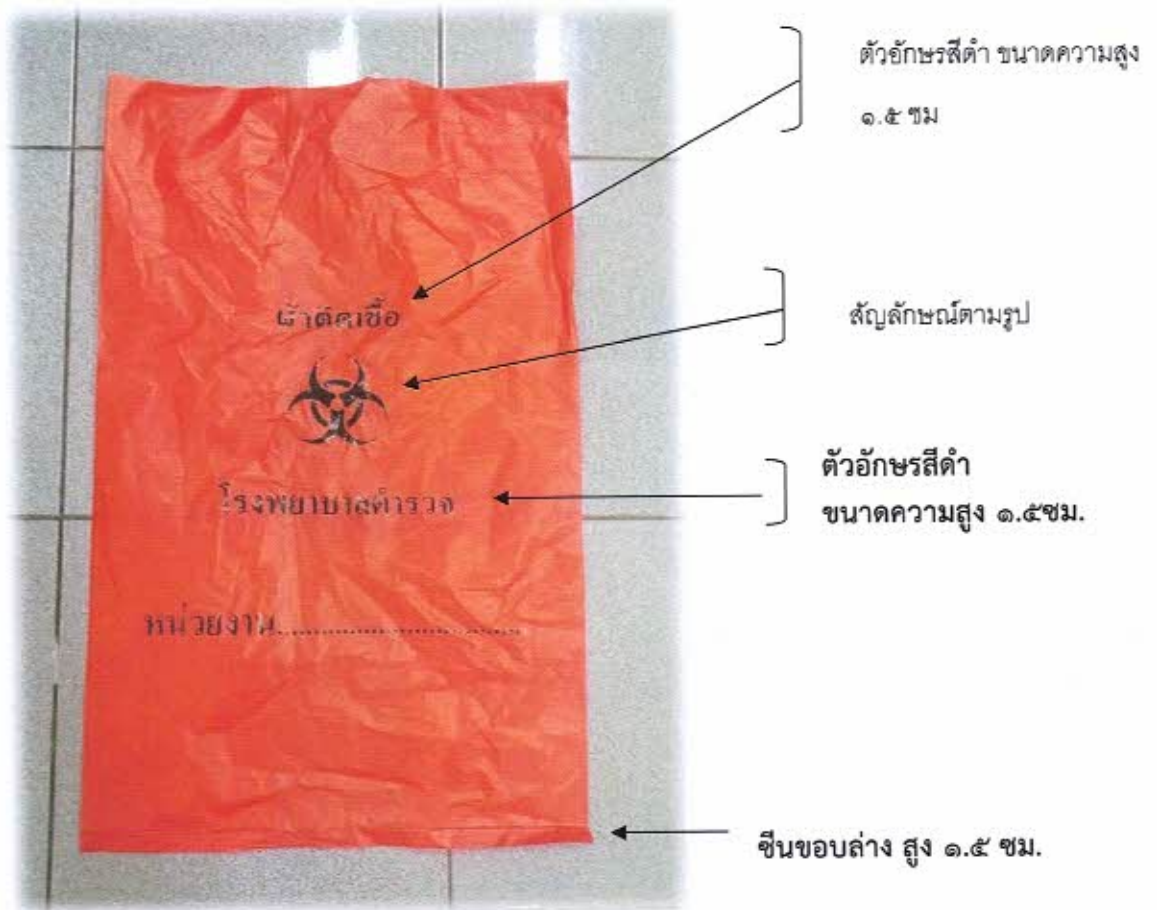 ตัวอักษรสีดำ ขนาดความสูง
๑.๕ ซม
ผ้าติดเชื้อ
สัญลักษณ์ตามรูป
โรงพยาบาลตำรวจ
ตัวอักษรสีดำ
ขนาดความสูง ๑.๕ซม.
หน่วยงาน..............................
ซีนขอบล่าง สูง ๑.๕ ซม.